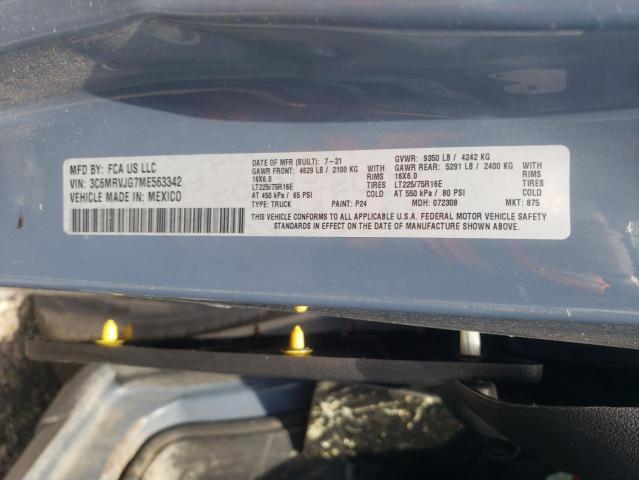 MFD BY: FCA US LLC
VIN: 3C6MRVJG7ME563342
VEHICLE MADE IN: MEXICO
DATE OF MFR (BUILT): 7-21
GAWR FRONT: 4629 LB / 2100 KG
16X6.0 RIMS
LT225/75R16E TIRES
AT 450 kPa / 65 PSI COLD
TYPE: TRUCK PAINT: P24
GVWR: 9350 LB / 4242 KG
GAWR REAR: 5291 LB / 2400 KG
16X6.0 RIMS
LT225/75R16E TIRES
AT 550 kPa / 80 PSI COLD
MDH: 072308 MKT: 875
THIS VEHICLE CONFORMS TO ALL APPLICABLE U.S.A. FEDERAL MOTOR VEHICLE SAFETY
STANDARDS IN EFFECT ON THE DATE OF MANUFACTURE SHOWN ABOVE.